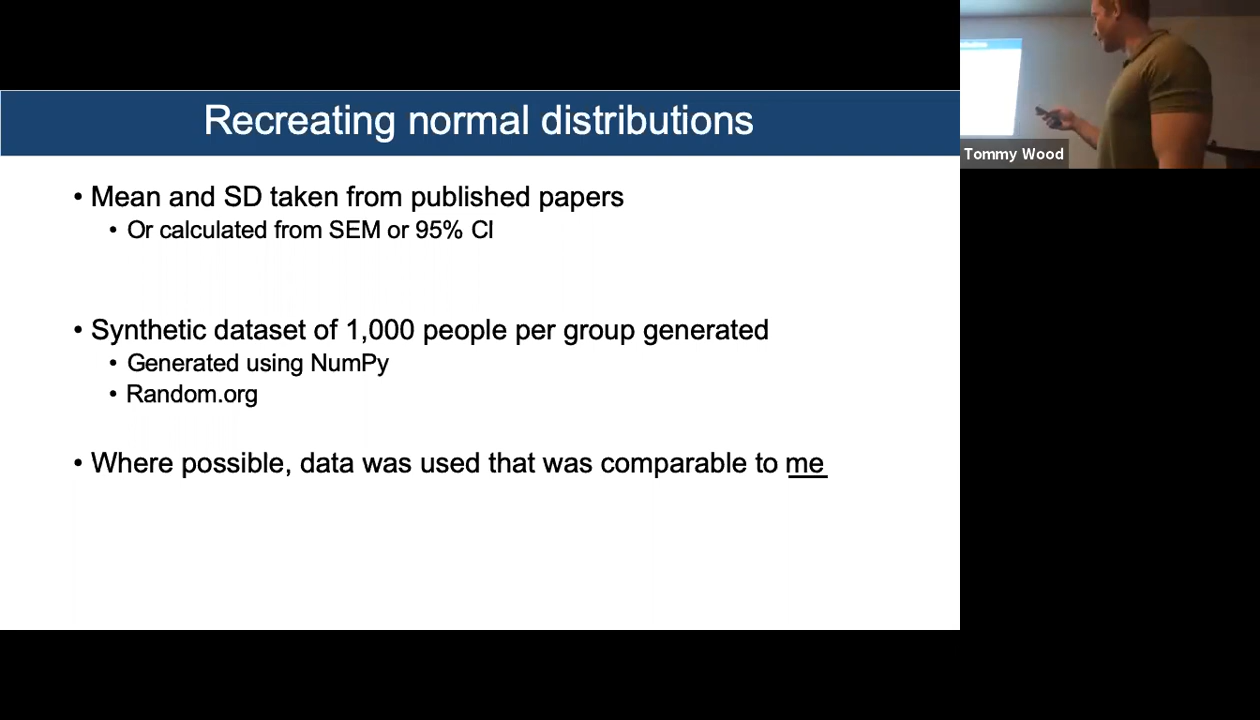 Recreating normal distributions
Tommy Wood
• Mean and SD taken from published papers
• Or calculated from SEM or 95% CI
• Synthetic dataset of 1,000 people per group generated
• Generated using NumPy
• Random.org
• Where possible, data was used that was comparable to me